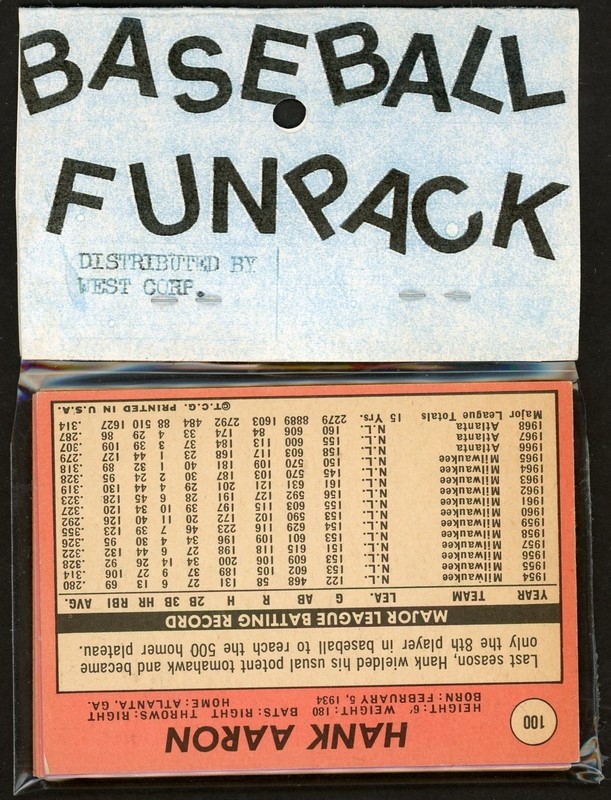 BASEBALL
FUNPACK
DISTRIBUTED BY
WEST CORP.
100
HANK AARON
HEIGHT: 6' WEIGHT: 180 BATS: RIGHT THROWS: RIGHT
BORN: FEBRUARY 5, 1934 HOME: ATLANTA, GA.
Last season, Hank wielded his usual potent tomahawk and became
only the 8th player in baseball to reach the 500 homer plateau.
MAJOR LEAGUE BATTING RECORD
YEAR TEAM LEA. G AB R H 2B 3B HR RBI AVG.
1954 Milwaukee N.L. 122 468 58 131 27 6 13 69 .280
1955 Milwaukee N.L. 153 602 105 189 37 9 27 106 .314
1956 Milwaukee N.L. 153 609 106 200 34 14 26 92 .328
1957 Milwaukee N.L. 151 615 118 198 27 6 44 132 .322
1958 Milwaukee N.L. 153 601 109 196 34 4 30 95 .326
1959 Milwaukee N.L. 154 629 116 223 46 7 39 123 .355
1960 Milwaukee N.L. 153 590 102 172 20 11 40 126 .292
1961 Milwaukee N.L. 155 603 115 197 39 10 34 120 .327
1962 Milwaukee N.L. 156 592 127 191 28 6 45 128 .323
1963 Milwaukee N.L. 161 631 121 201 29 4 44 130 .319
1964 Milwaukee N.L. 145 570 103 187 30 2 24 95 .328
1965 Milwaukee N.L. 150 570 109 181 40 1 32 89 .318
1966 Atlanta N.L. 158 603 117 168 23 1 44 127 .279
1967 Atlanta N.L. 155 600 113 184 37 3 39 109 .307
1968 Atlanta N.L. 160 606 84 174 33 4 29 86 .287
Major League Totals 15 Yrs. 2279 8889 1603 2792 484 88 510 1627 .314
©T.C.G. PRINTED IN U.S.A.